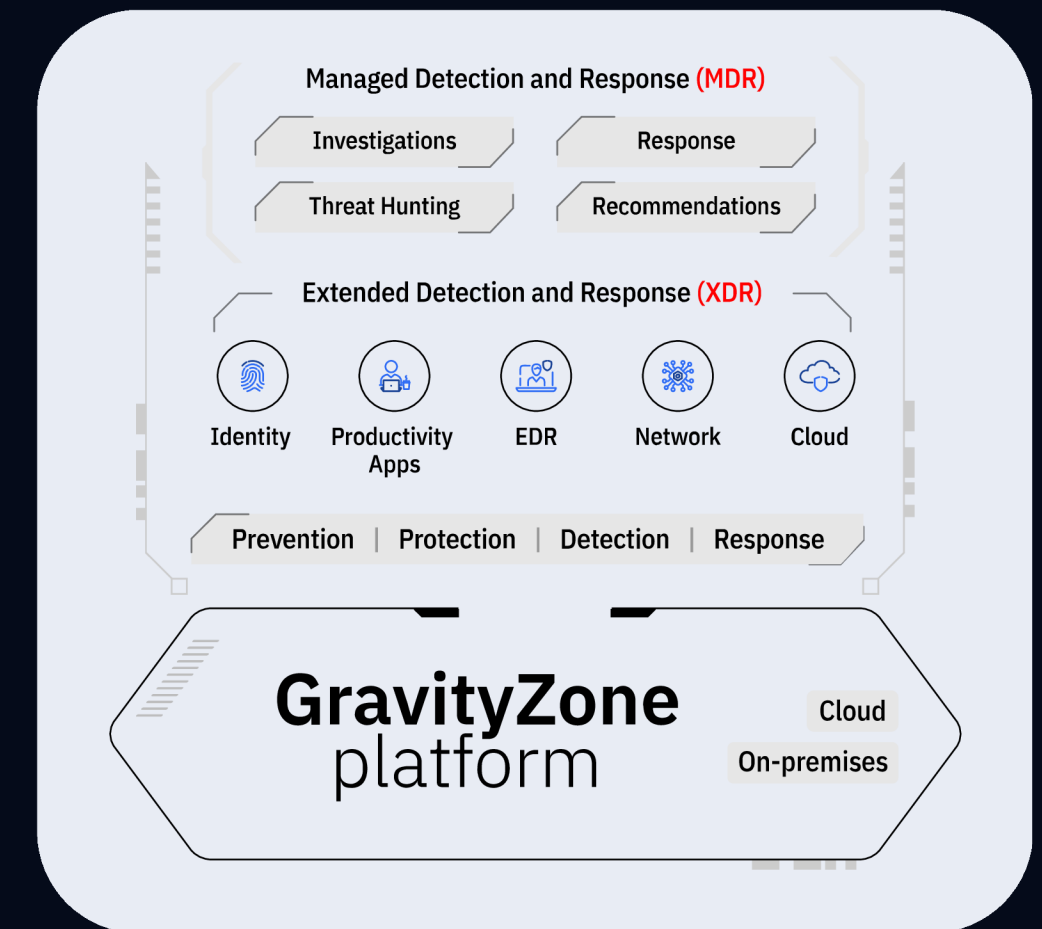 Managed Detection and Response (MDR)
Investigations
Response
Threat Hunting
Recommendations
Extended Detection and Response (XDR)
Identity
Productivity
Apps
EDR
Network
Cloud
Prevention | Protection | Detection | Response
GravityZone
platform
Cloud
On-premises